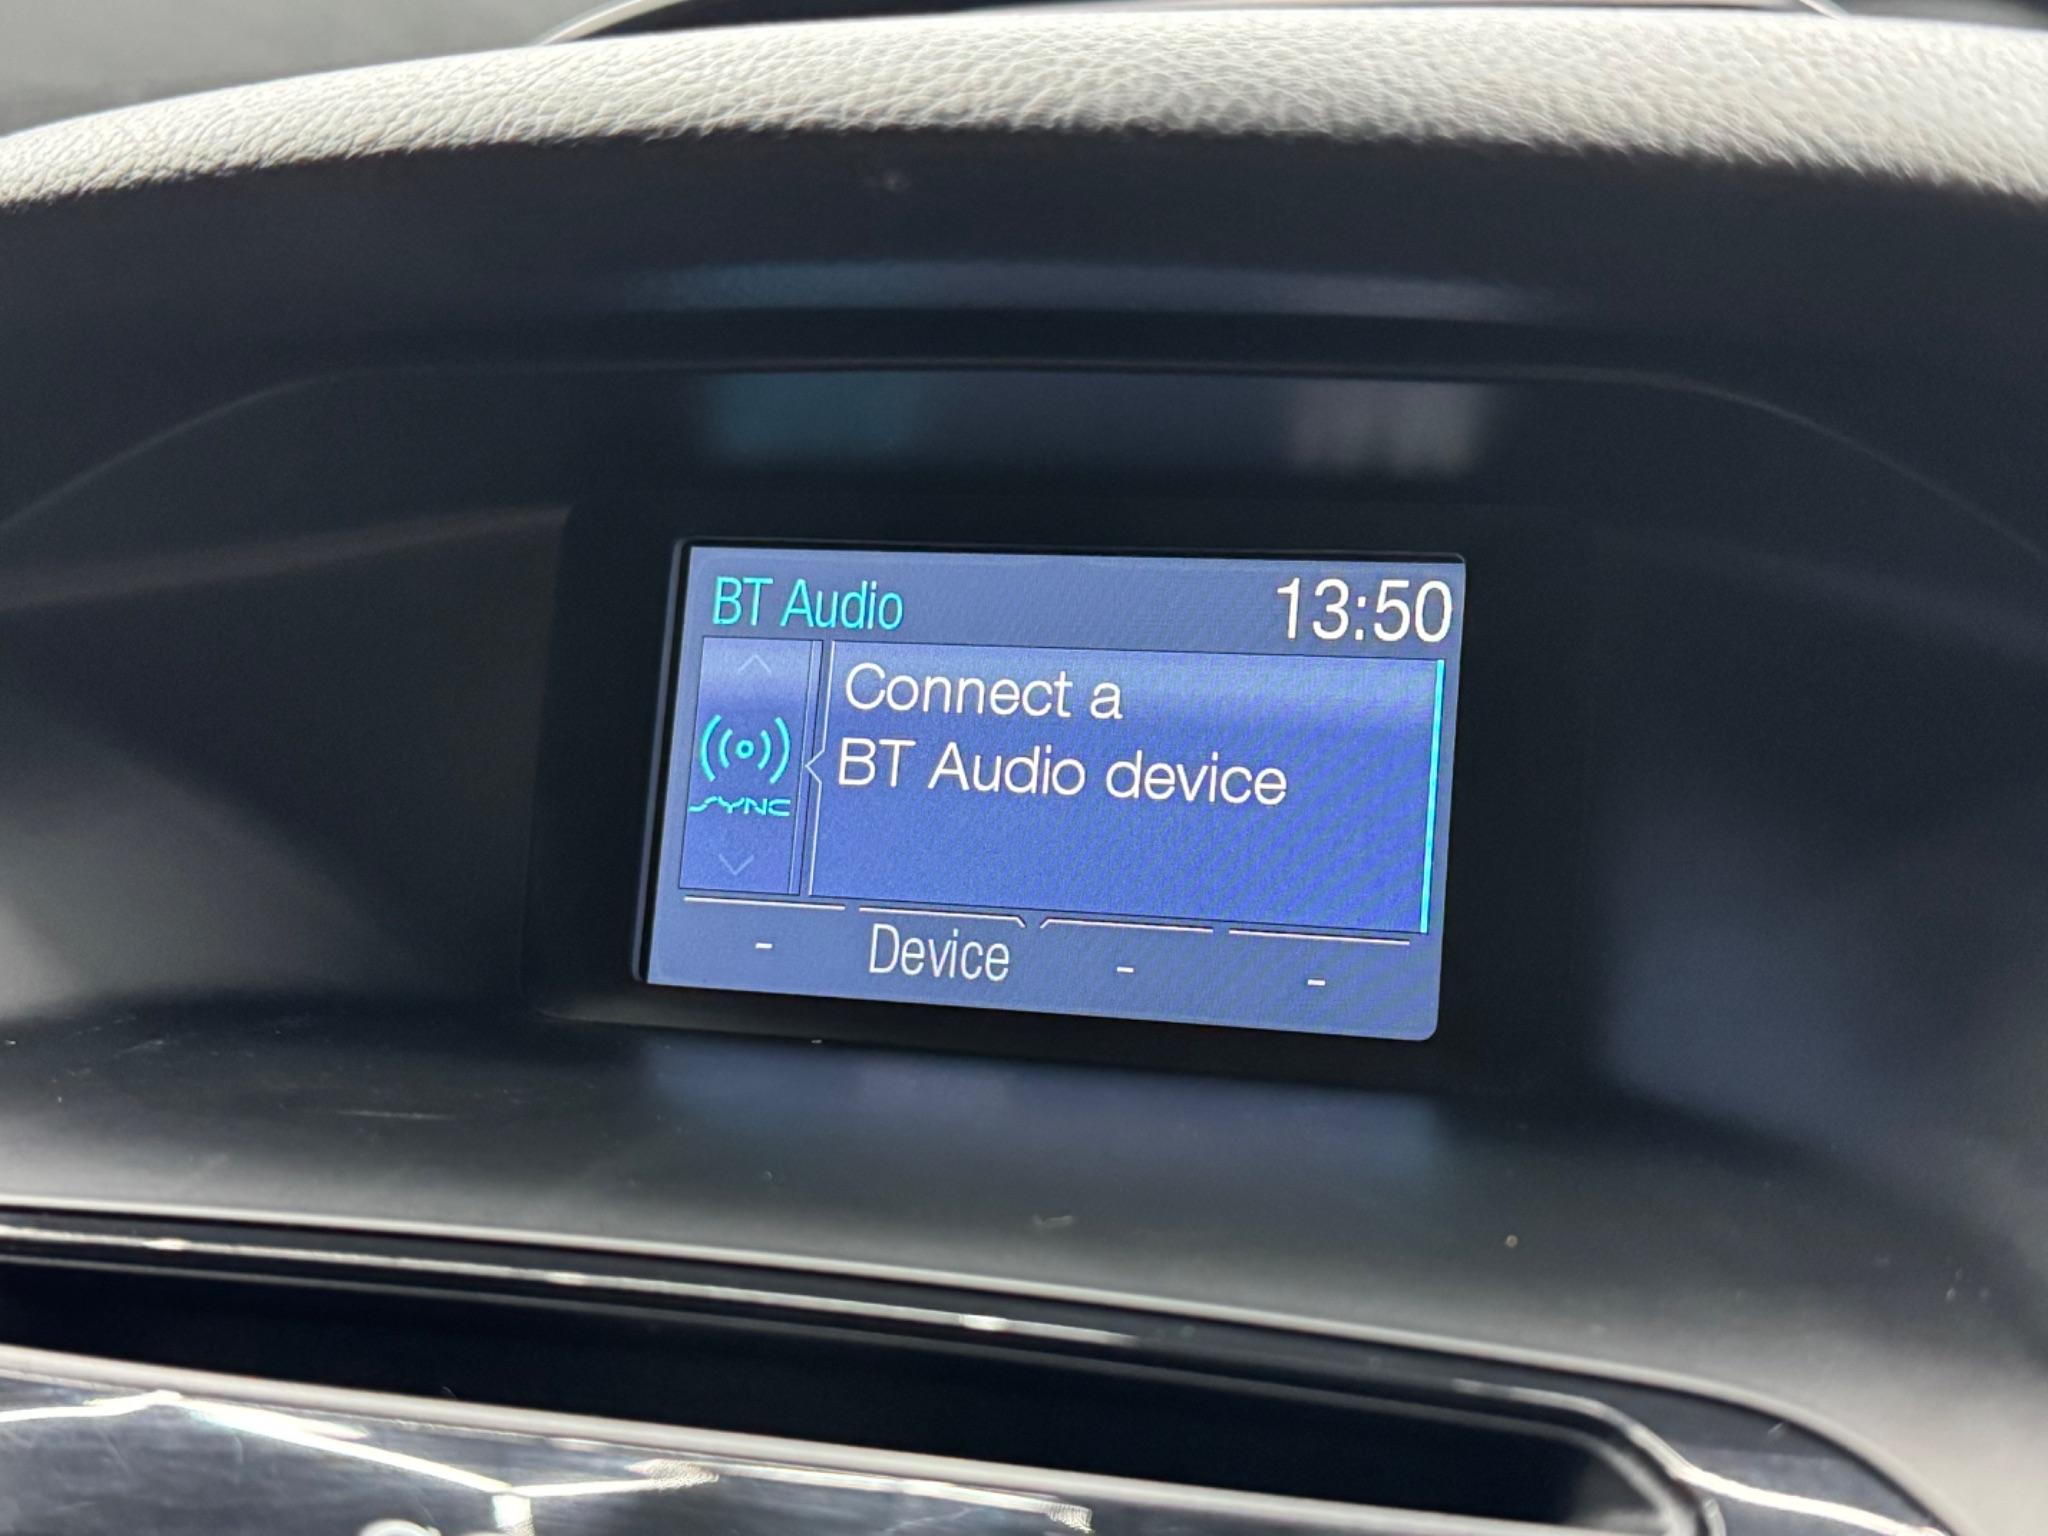 BT Audio 13:50
Connect a
BT Audio device
SYNC
- Device - -